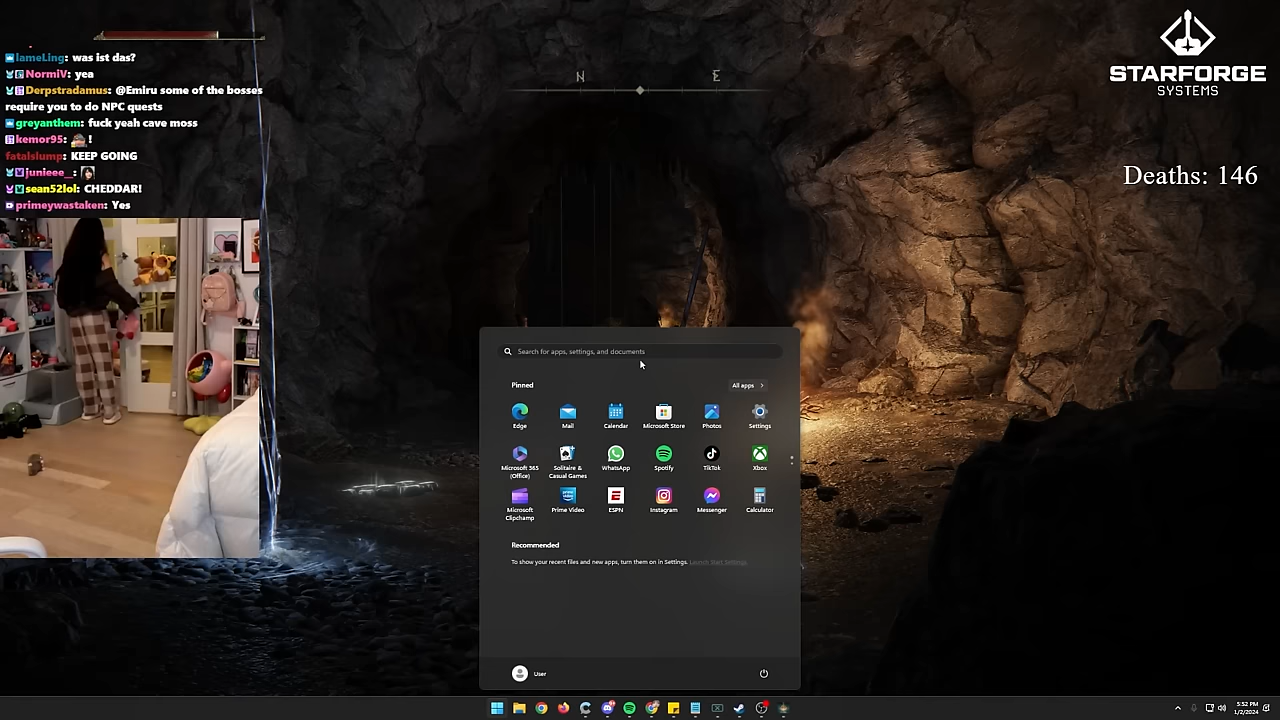 lameLing: was ist das?
NormiV: yea
Derpstradamus: @Emiru some of the bosses
require you to do NPC quests
greyanthem: fuck yeah cave moss
kemor95: !
fatalslump: KEEP GOING
junieee_:
sean52lol: CHEDDAR!
primeywastaken: Yes
N E
STARFORGE
SYSTEMS
Deaths: 146
Search for apps, settings, and documents
Pinned
All apps
Edge Mail Calendar Microsoft Store Photos Settings
Microsoft 365 (Office) Solitaire & Casual Games WhatsApp Spotify TikTok Xbox
Microsoft Clipchamp Prime Video ESPN Instagram Messenger Calculator
Recommended
To show your recent files and new apps, turn them on in Settings. Launch Start Settings.
User
5:52 PM
1/2/2024